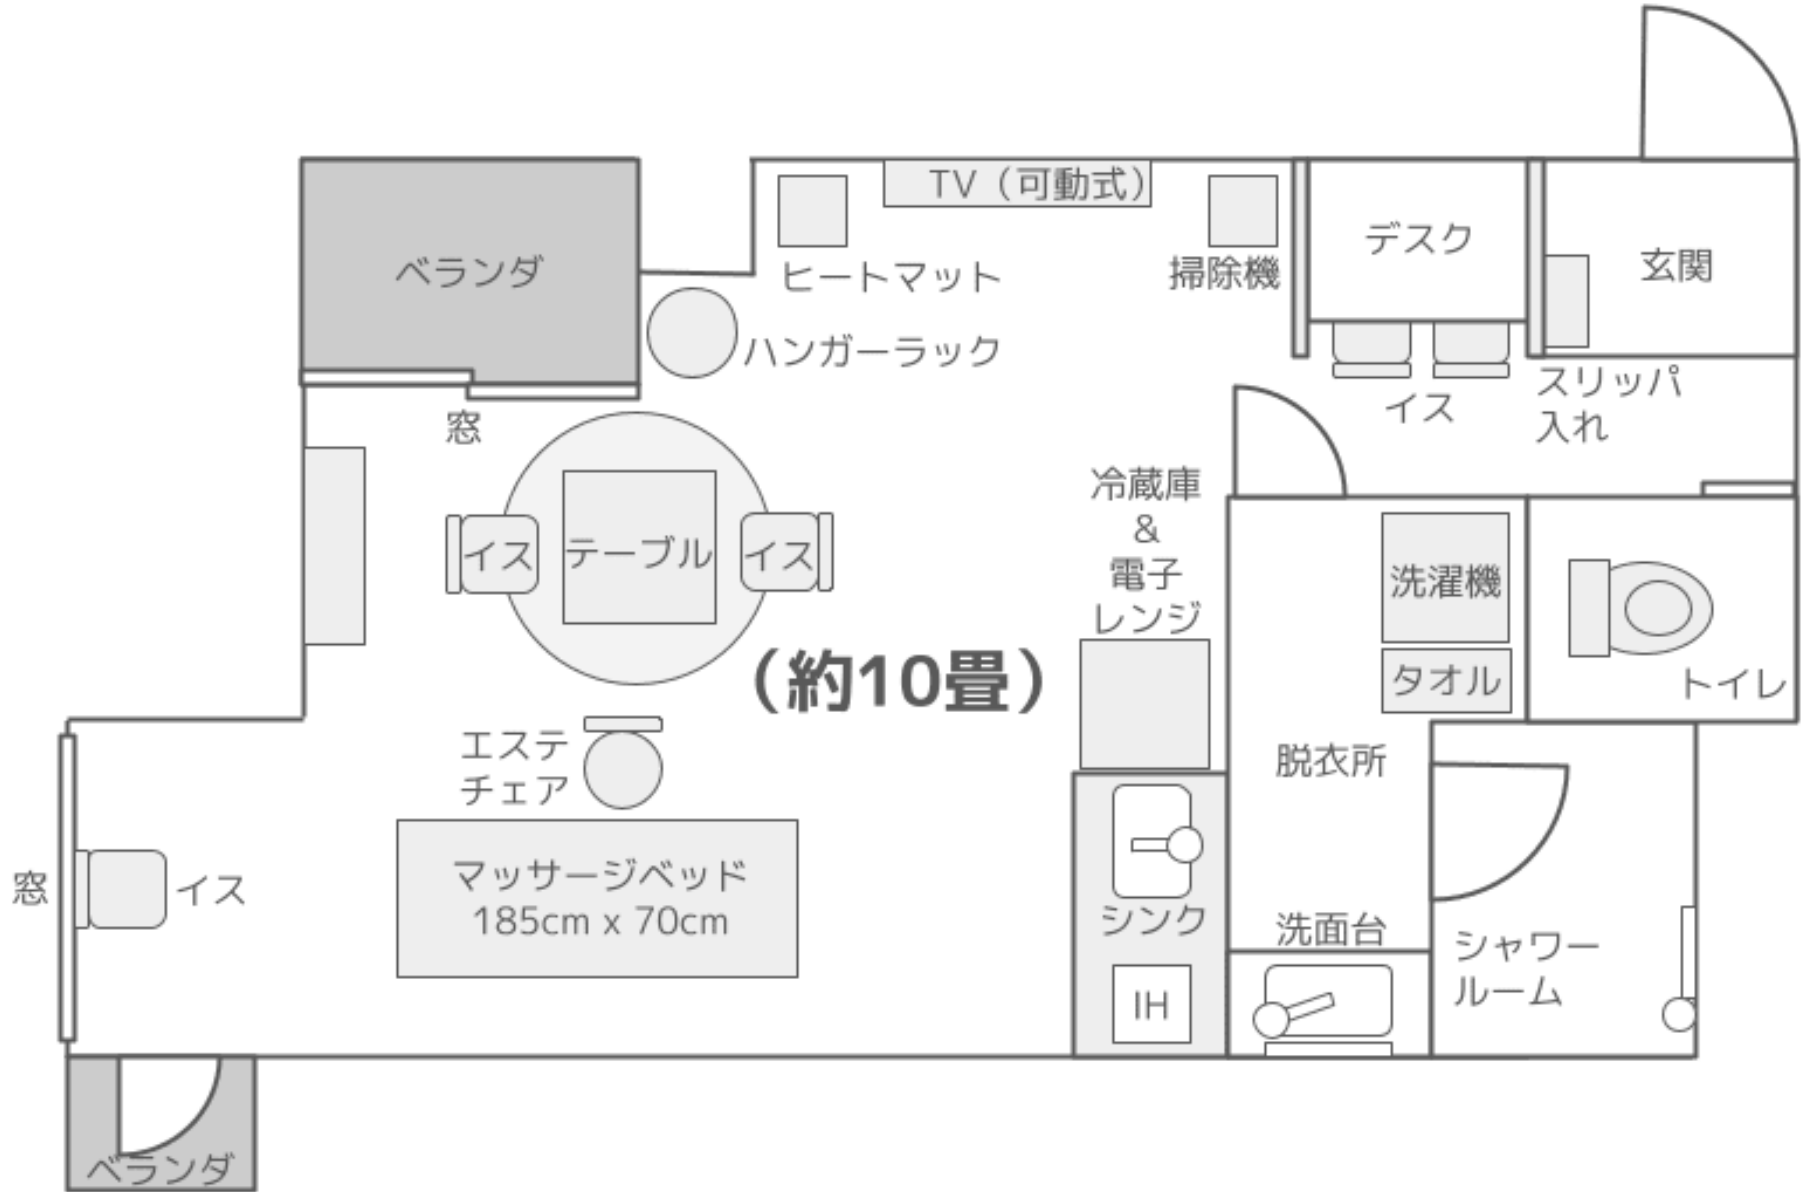 ベランダ
TV（可動式）
ヒートマット
掃除機
デスク
玄関
ハンガーラック
イス
スリッパ
入れ
窓
イス
テーブル
イス
冷蔵庫
&
電子
レンジ
洗濯機
タオル
トイレ
（約10畳）
エステ
チェア
脱衣所
マッサージベッド
185cm x 70cm
窓
イス
シンク
IH
洗面台
シャワー
ルーム
ベランダ